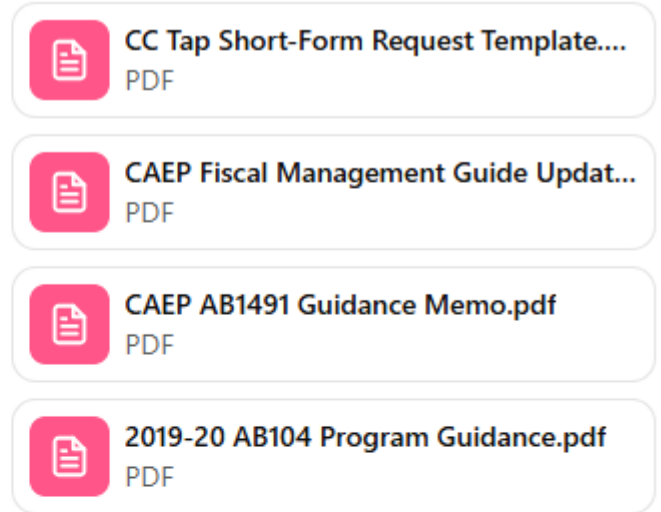 CC Tap Short-Form Request Template....
PDF
CAEP Fiscal Management Guide Updat...
PDF
CAEP AB1491 Guidance Memo.pdf
PDF
2019-20 AB104 Program Guidance.pdf
PDF